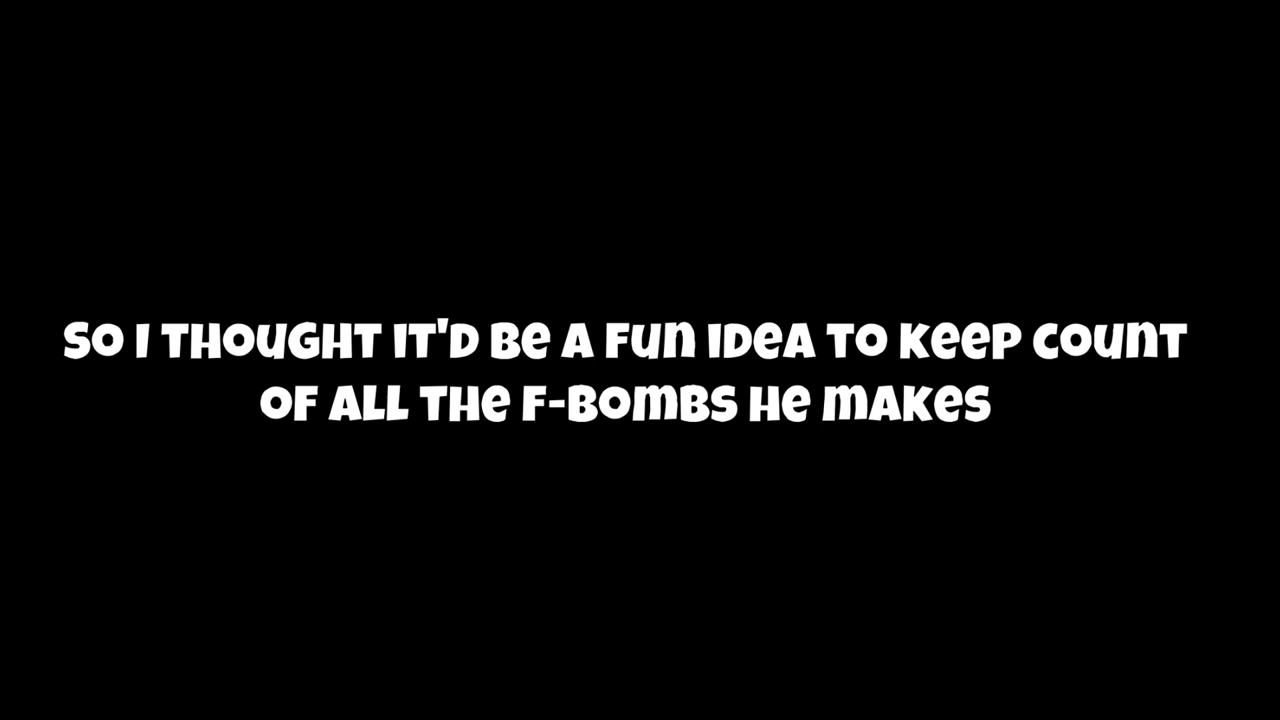 So I thought it'd be a fun idea to keep count
of all the F-bombs he makes